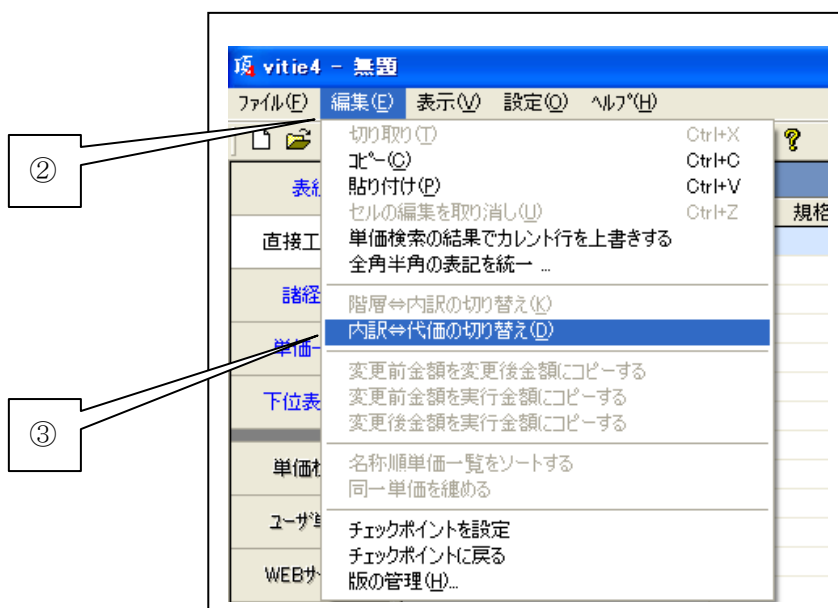 頂 vitie4 - 無題
ファイル(F) 編集(E) 表示(V) 設定(O) ヘルプ(H)
②
切り取り(T) Ctrl+X
コピー(C) Ctrl+C
貼り付け(P) Ctrl+V
セルの編集を取り消し(U) Ctrl+Z
単価検索の結果でカレント行を上書きする
全角半角の表記を統一 ...
階層⇔内訳の切り替え(K)
内訳⇔代価の切り替え(D)
変更前金額を変更後金額にコピーする
変更前金額を実行金額にコピーする
変更後金額を実行金額にコピーする
名称順単価一覧をソートする
同一単価を纏める
チェックポイントを設定
チェックポイントに戻る
版の管理(H)...
③
表紙
直接工
諸経
単価一
下位表
単価検
ユーザ単
WEBサ
規格